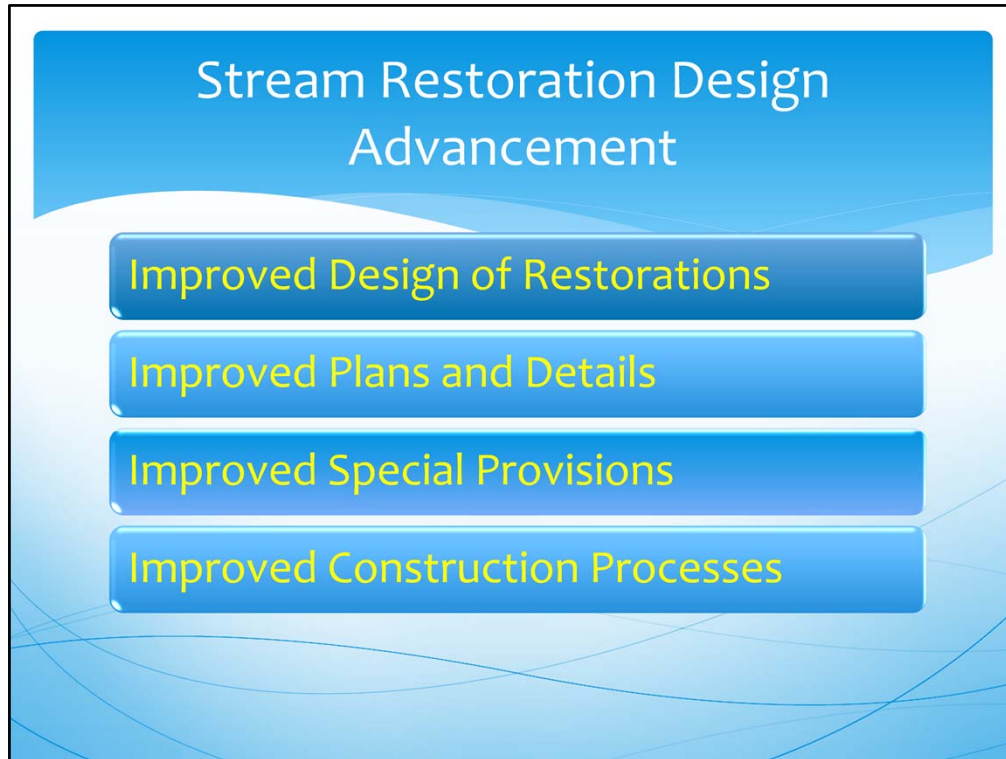 Stream Restoration Design
Advancement
Improved Design of Restorations
Improved Plans and Details
Improved Special Provisions
Improved Construction Processes